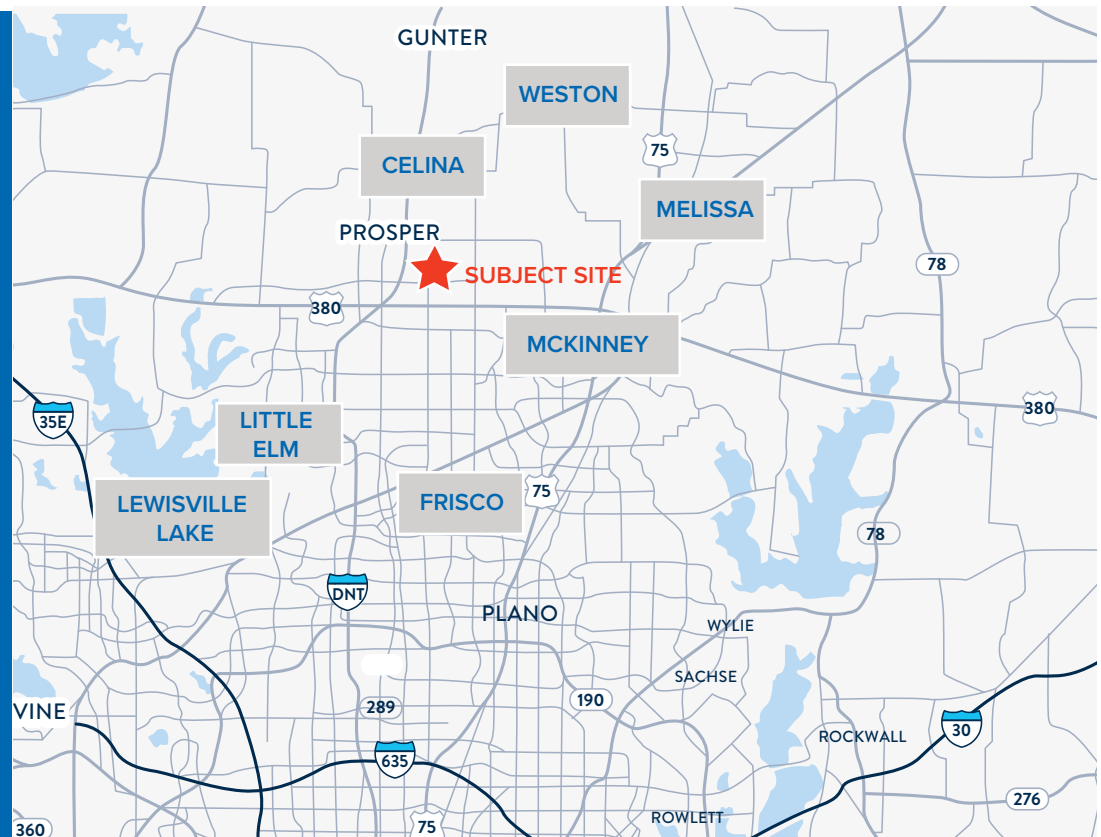 GUNTER
WESTON
75
CELINA
MELISSA
PROSPER
SUBJECT SITE
78
380
MCKINNEY
380
35E
LITTLE
ELM
LEWISVILLE
LAKE
FRISCO
75
78
DNT
PLANO
WYLIE
SACHSE
190
289
VINE
30
ROCKWALL
635
276
ROWLETT
75
360